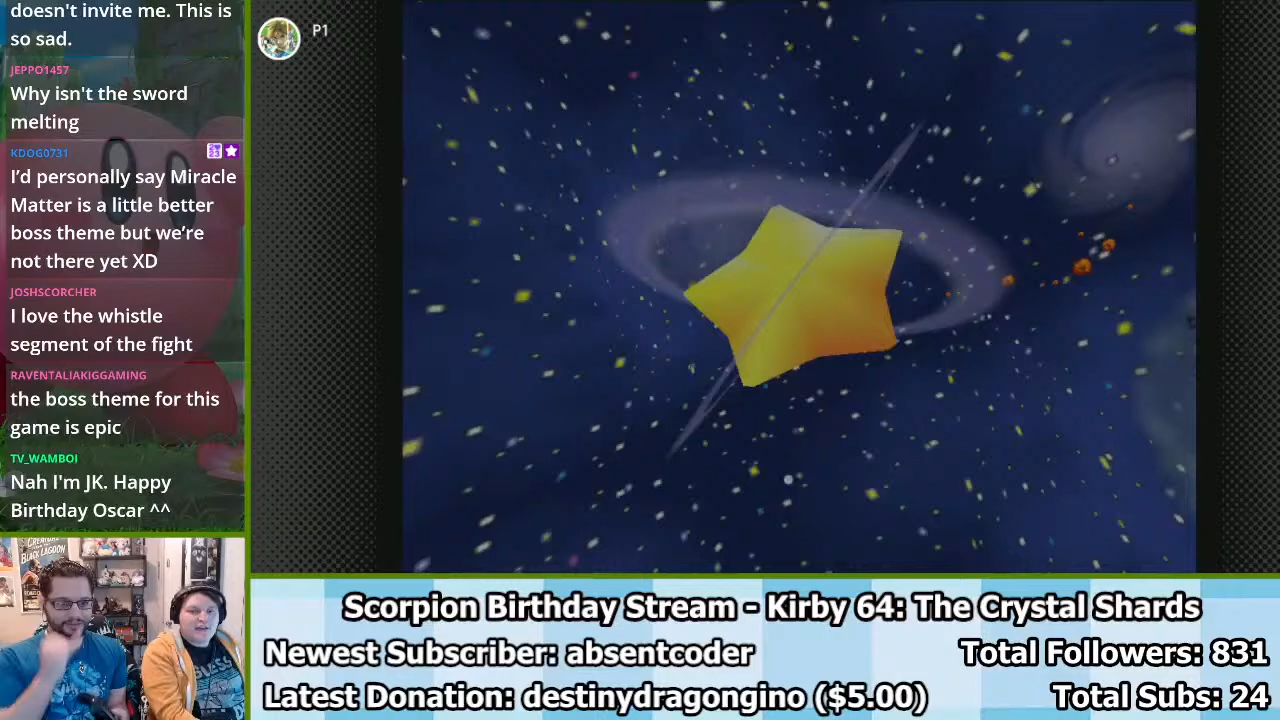 doesn't invite me. This is
so sad.
JEPPO1457
Why isn't the sword
melting
KDOG0731
I'd personally say Miracle
Matter is a little better
boss theme but we're
not there yet XD
JOSHSCORCHER
I love the whistle
segment of the fight
RAVENTALIAKIGGAMING
the boss theme for this
game is epic
TV_WAMBOI
Nah I'm JK. Happy
Birthday Oscar ^^
P1
Scorpion Birthday Stream - Kirby 64: The Crystal Shards
Newest Subscriber: absentcoder
Total Followers: 831
Latest Donation: destinydragongino ($5.00)
Total Subs: 24